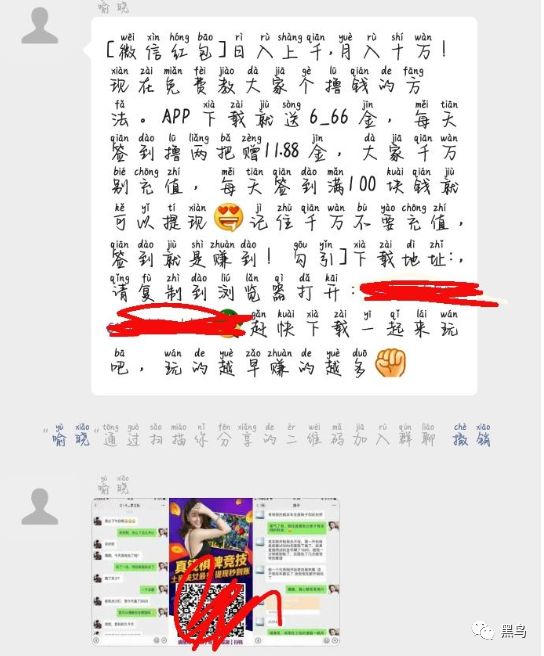 喻 晓
wēi xìn hóng bāo rì rù shàng qiān yuè rù shí wàn
[微信红包]日入上千,月入十万!
xiàn zài miǎn fèi jiāo dà jiā gè lū qián de fāng
现在免费教大家个撸钱的方
fǎ xià zǎi jiù sòng jīn měi tiān
法。APP下载就送6_66金,每天
qiān dào lū liǎng bǎ zèng jīn dà jiā qiān wàn
签到撸两把赠11.88金,大家千万
bié chōng zhí měi tiān qiān dào mǎn kuài qián jiù
别充值,每天签到满100块钱就
kě yǐ tí xiàn jì zhù qiān wàn bú yào chōng zhí
可以提现😍记住千万不要充值,
qiān dào jiù shì zhuàn dào gōu yǐn xià zǎi dì zhǐ
签到就是赚到!勾引]下载地址:,
qǐng fù zhì dào liú lǎn qì dǎ kāi
请复制到浏览器打开:
gǎn kuài xià zǎi yī qǐ lái wán
赶快下载一起来玩
bā wán de yuè zǎo zhuàn de yuè duō
吧,玩的越早赚的越多✊
yù xiǎo tōng guò sǎo miáo nǐ fēn xiǎng de èr wéi mǎ jiā rù qún liáo chè xiāo
"喻晓"通过扫描你分享的二维码加入群聊 撤销
yù xiǎo
喻 晓
棋牌竞技
黑鸟